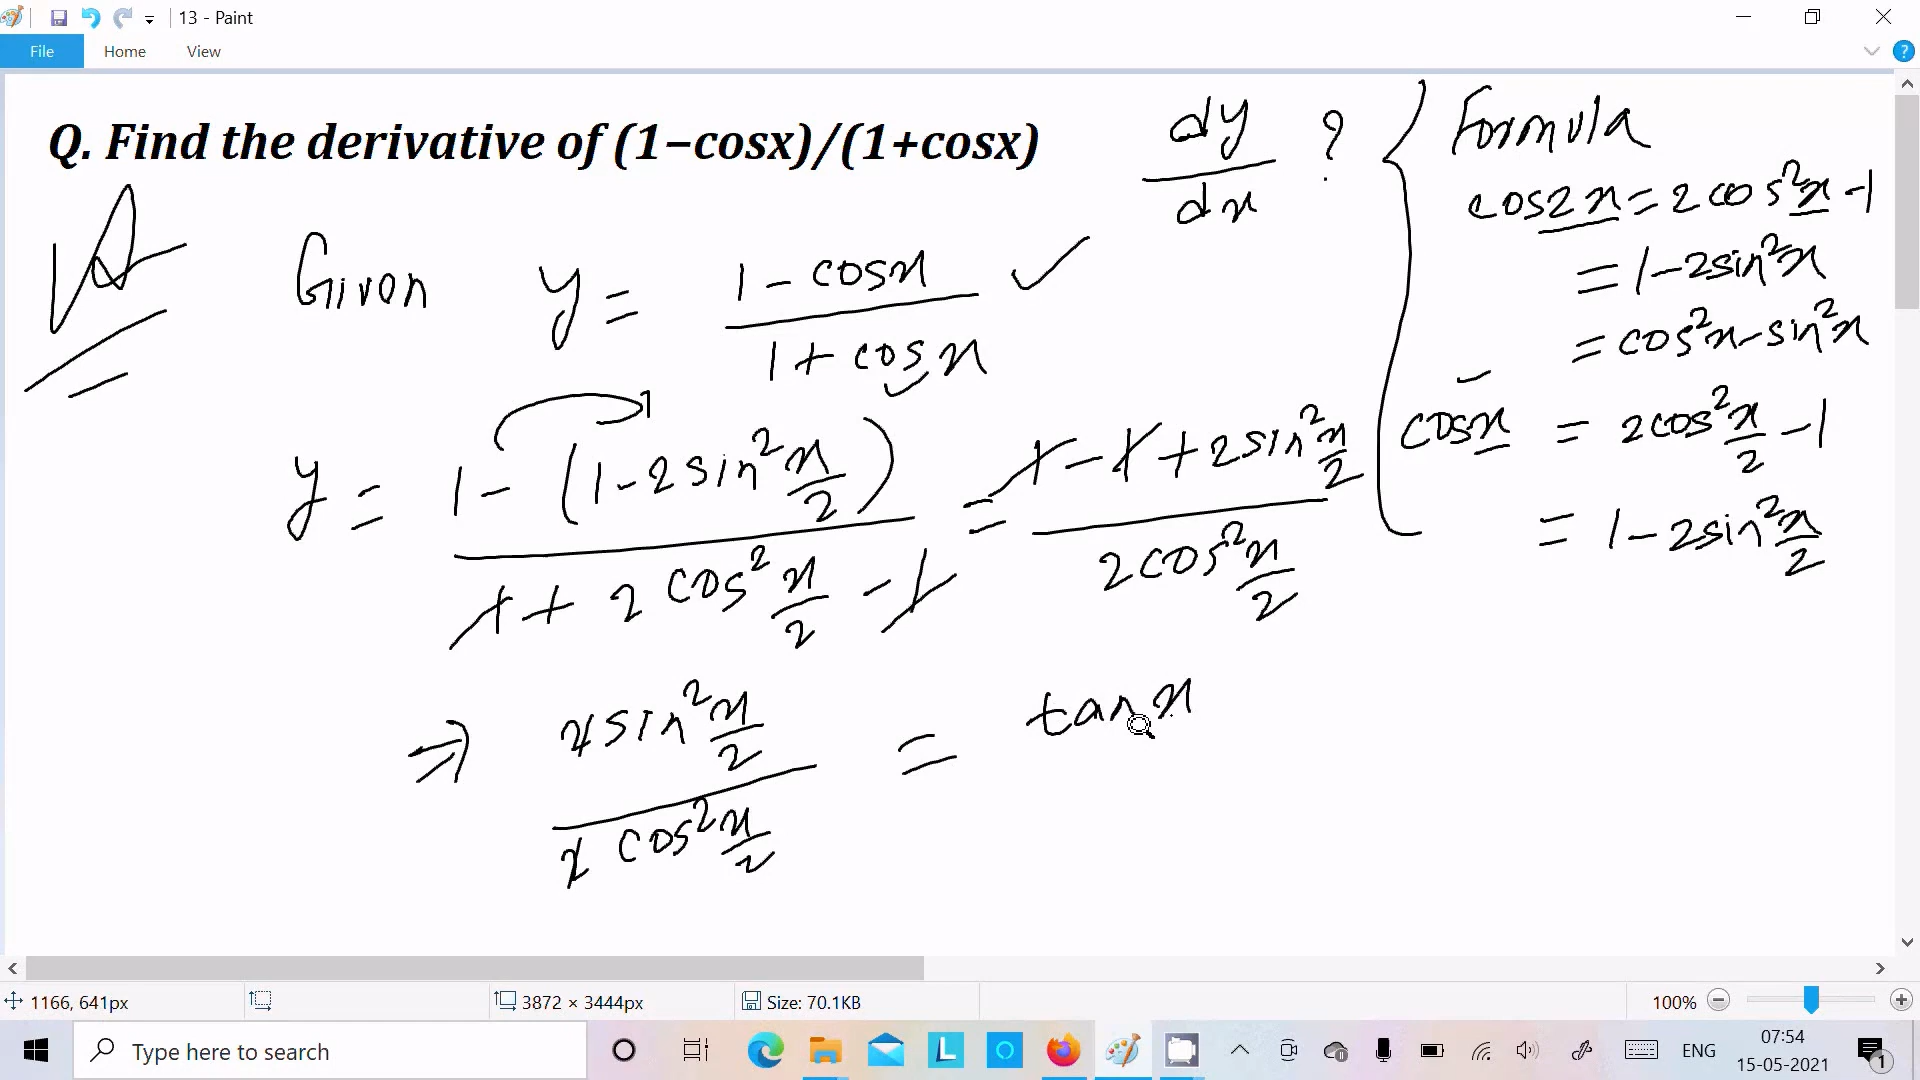 13 - Paint
File Home View
Q. Find the derivative of (1−cosx)/(1+cosx)
dy/dx ?
Formula
cos2x = 2cos²x - 1
= 1 - 2sin²x
= cos²x - sin²x
cosx = 2cos²x/2 - 1
= 1 - 2sin²x/2
Given y = (1 - cosx)/(1 + cosx)
y = (1 - (1 - 2sin²x/2))/(1 + 2cos²x/2 - 1) = (1 - 1 + 2sin²x/2)/(2cos²x/2)
⇒ (2sin²x/2)/(2cos²x/2) = tanx
1166, 641px 3872 × 3444px Size: 70.1KB 100%
Type here to search
ENG 07:54
15-05-2021
1